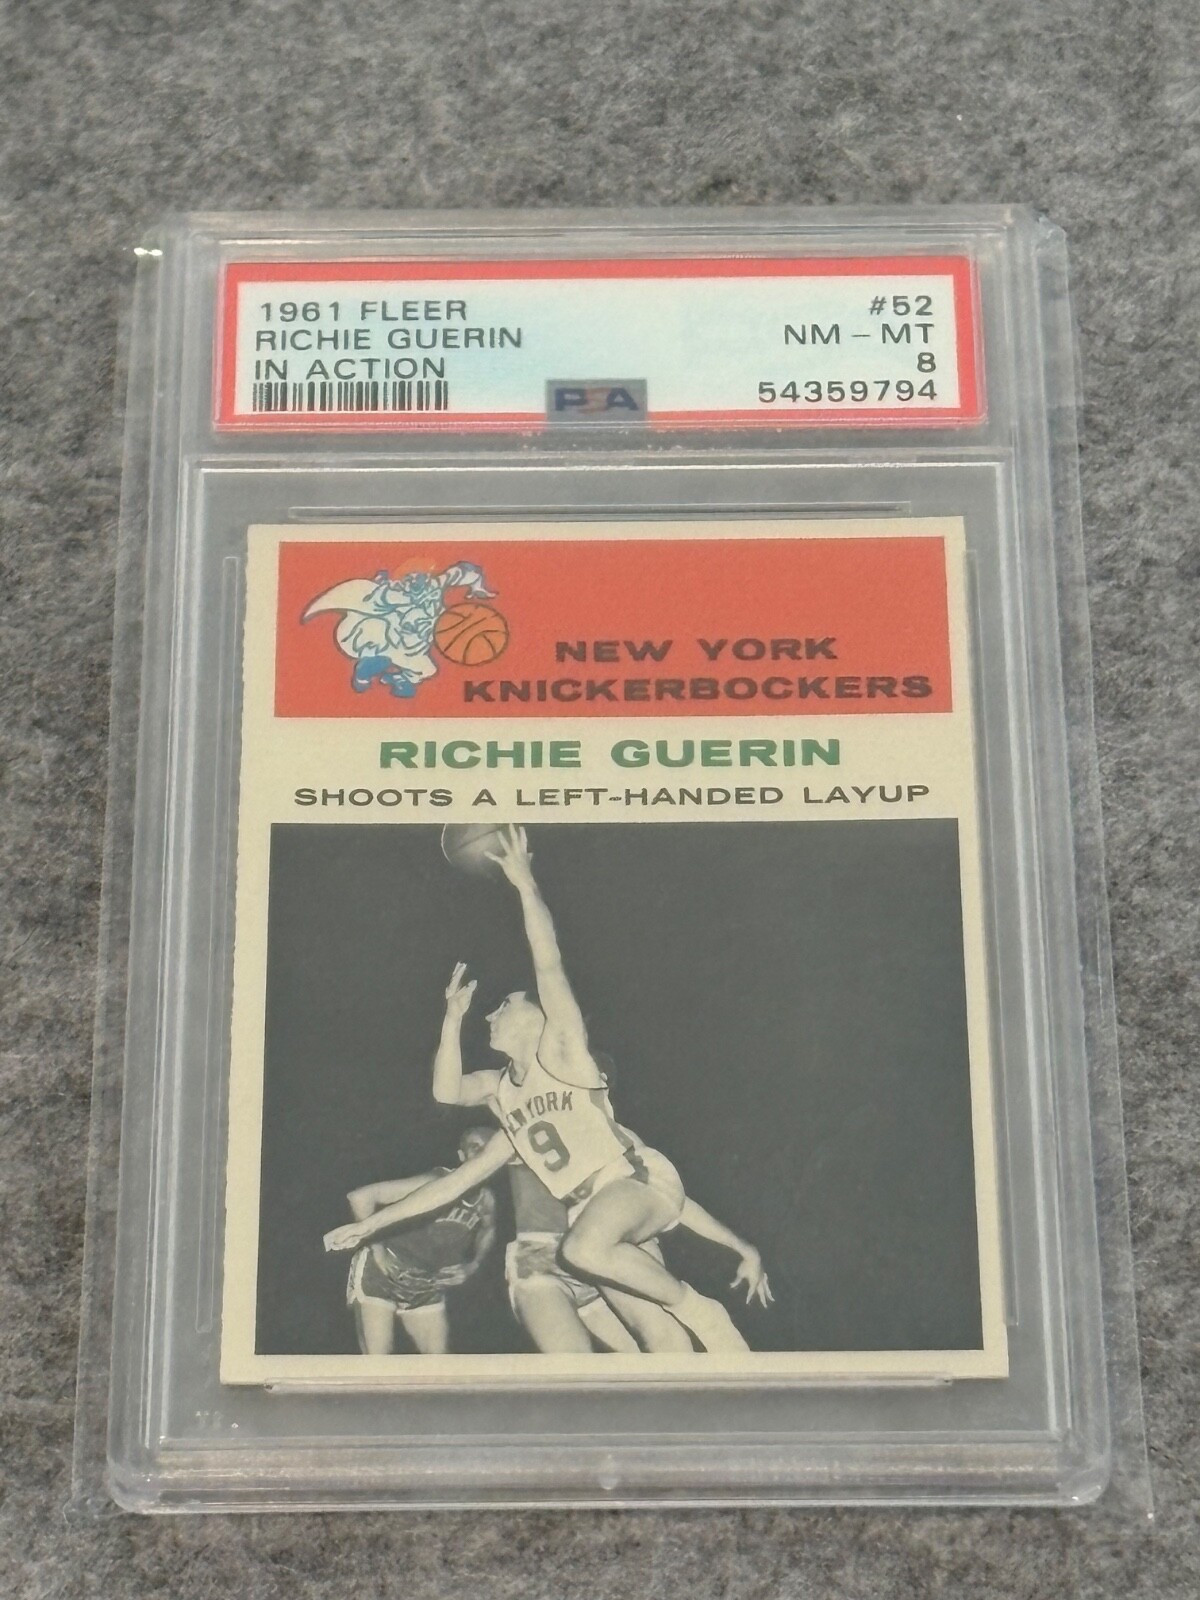 1961 FLEER #52
RICHIE GUERIN NM - MT
IN ACTION 8
PSA 54359794
NEW YORK
KNICKERBOCKERS
RICHIE GUERIN
SHOOTS A LEFT-HANDED LAYUP
NEW YORK
9